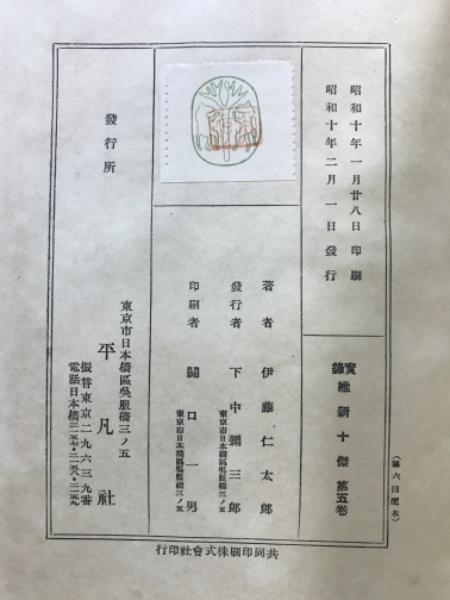 昭和十年一月廿八日印刷
昭和十年二月一日發行
實錄維新十傑 第五卷
(第六回配本)
著者 伊藤仁太郎
發行者 下中彌三郎
東京市日本橋區吳服橋三ノ五
印刷者 關口一男
東京市日本橋區吳服橋三ノ五
發行所
東京市日本橋區吳服橋三ノ五
平凡社
振替東京二九六三九番
電話日本橋
共同印刷株式會社印行